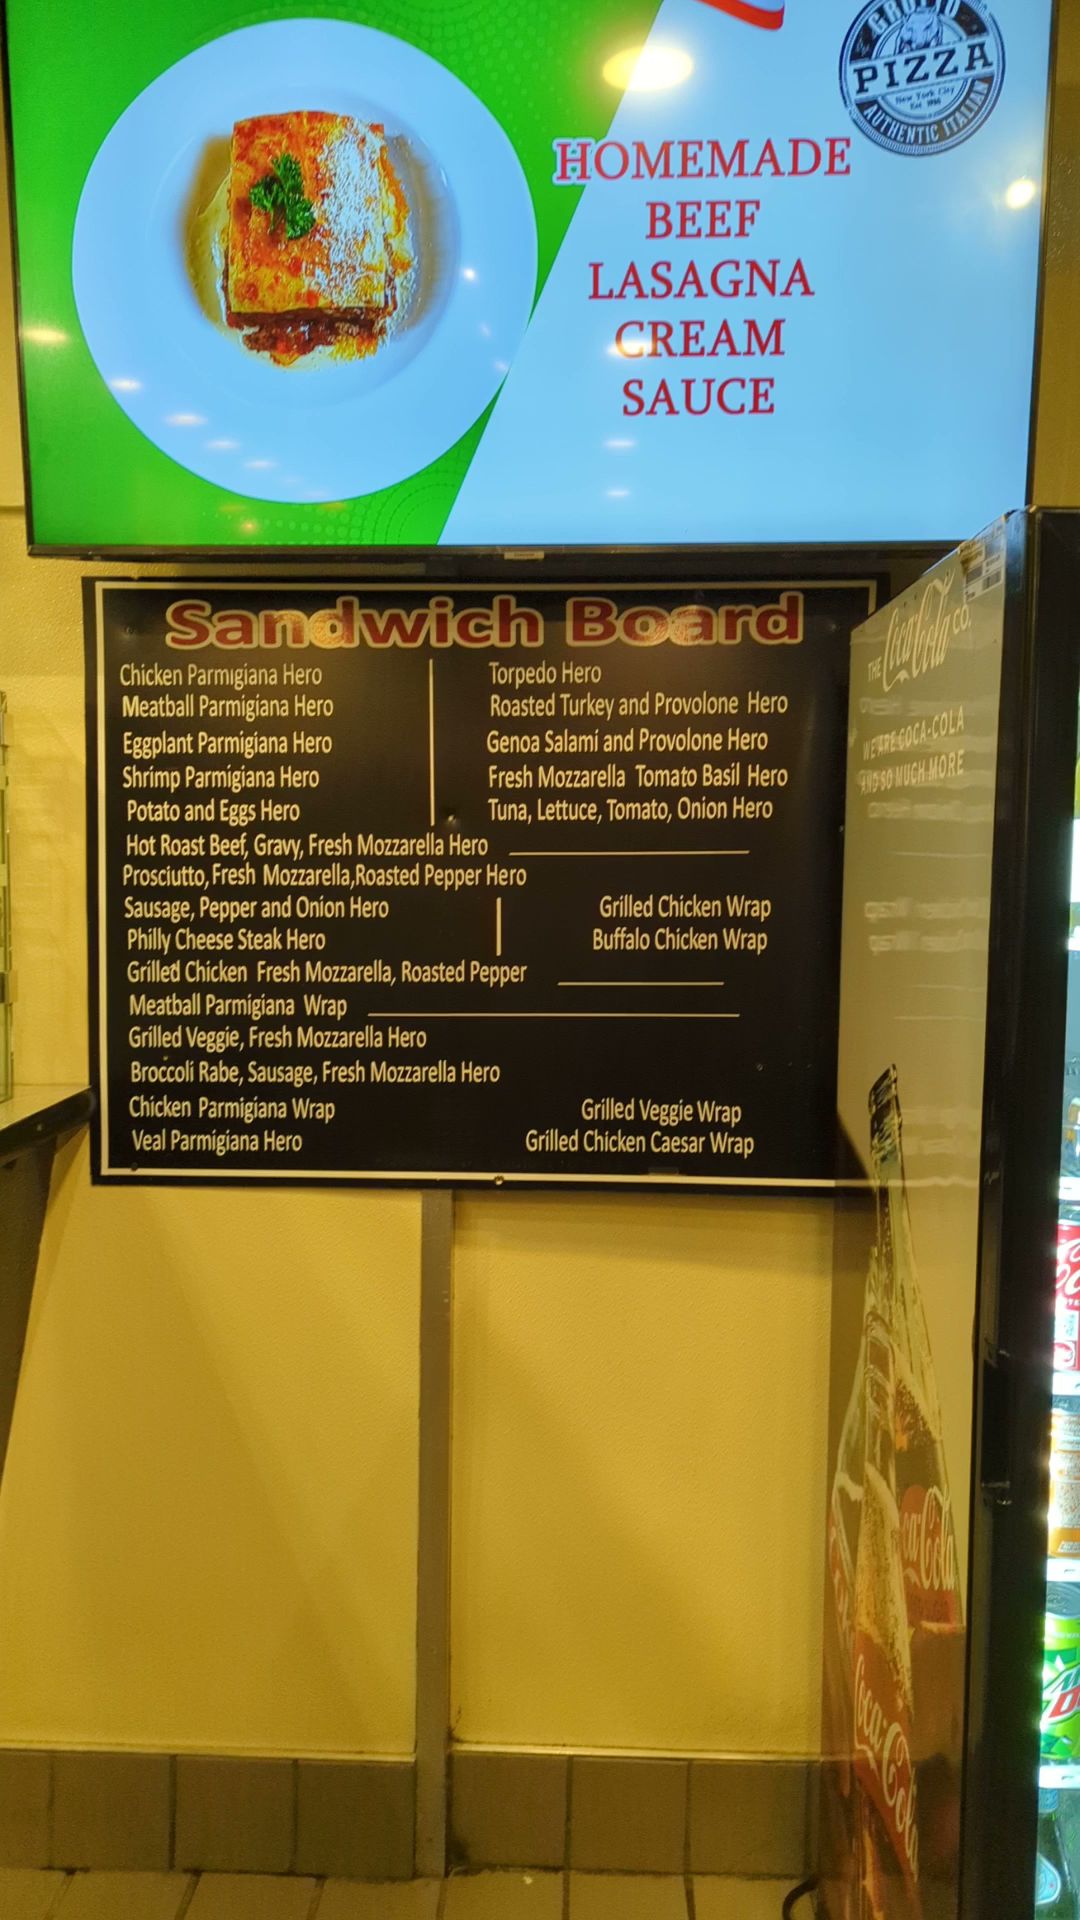 PIZZA
New York City
AUTHENTIC ITALIAN
HOMEMADE
BEEF
LASAGNA
CREAM
SAUCE
Sandwich Board
Chicken Parmigiana Hero
Meatball Parmigiana Hero
Eggplant Parmigiana Hero
Shrimp Parmigiana Hero
Potato and Eggs Hero
Torpedo Hero
Roasted Turkey and Provolone Hero
Genoa Salami and Provolone Hero
Fresh Mozzarella Tomato Basil Hero
Tuna, Lettuce, Tomato, Onion Hero
Hot Roast Beef, Gravy, Fresh Mozzarella Hero
Prosciutto, Fresh Mozzarella, Roasted Pepper Hero
Sausage, Pepper and Onion Hero
Philly Cheese Steak Hero
Grilled Chicken Wrap
Buffalo Chicken Wrap
Grilled Chicken Fresh Mozzarella, Roasted Pepper
Meatball Parmigiana Wrap
Grilled Veggie, Fresh Mozzarella Hero
Broccoli Rabe, Sausage, Fresh Mozzarella Hero
Chicken Parmigiana Wrap
Veal Parmigiana Hero
Grilled Veggie Wrap
Grilled Chicken Caesar Wrap
THE Coca-Cola CO.
WE ARE COCA-COLA
AND SO MUCH MORE
Coca-Cola